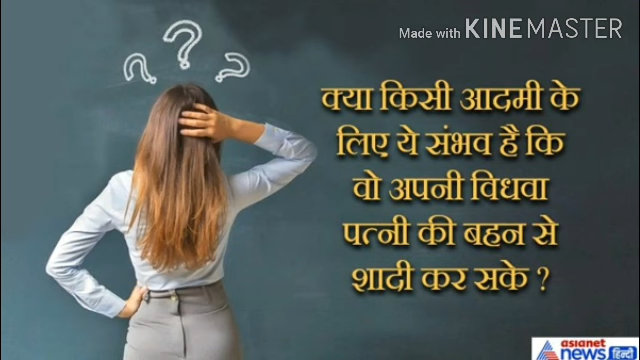 Made with KINEMASTER
क्या किसी आदमी के
लिए ये संभव है कि
वो अपनी विधवा
पत्नी की बहन से
शादी कर सके ?
asianet
news हिन्दी